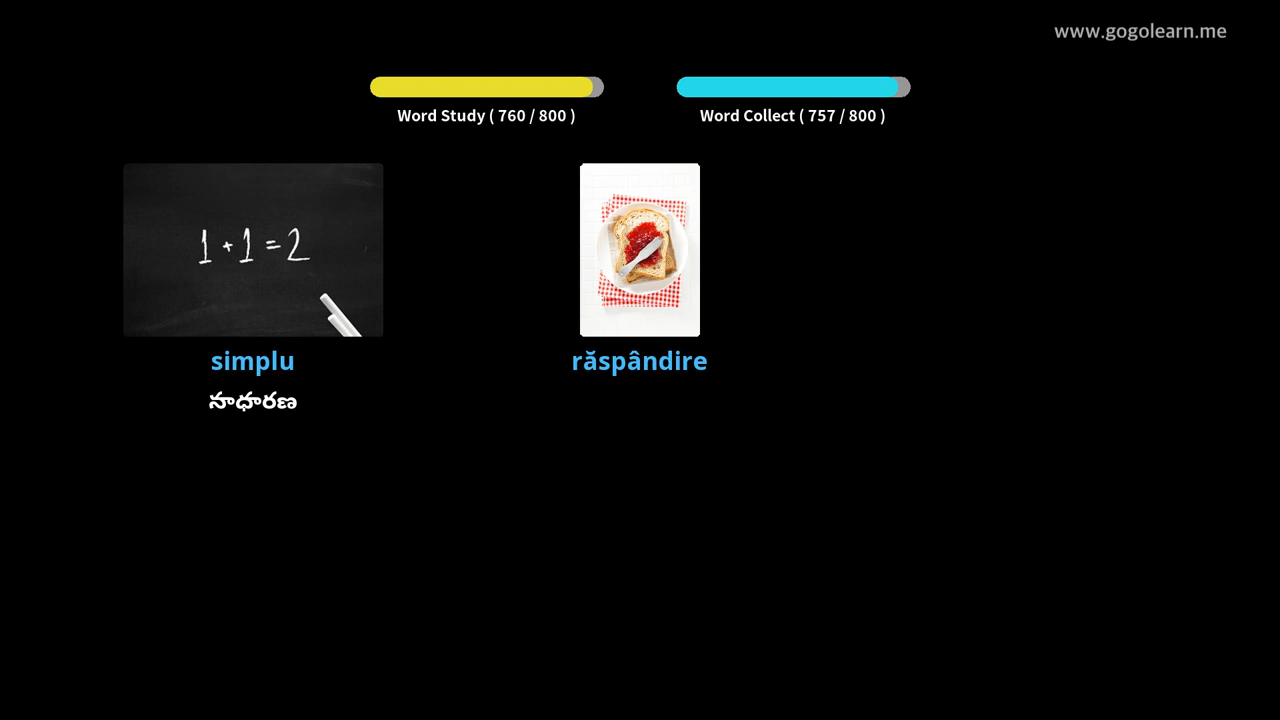 www.gogolearn.me
Word Study ( 760 / 800 )
Word Collect ( 757 / 800 )
1 + 1 = 2
simplu
răspândire
సాధారణ